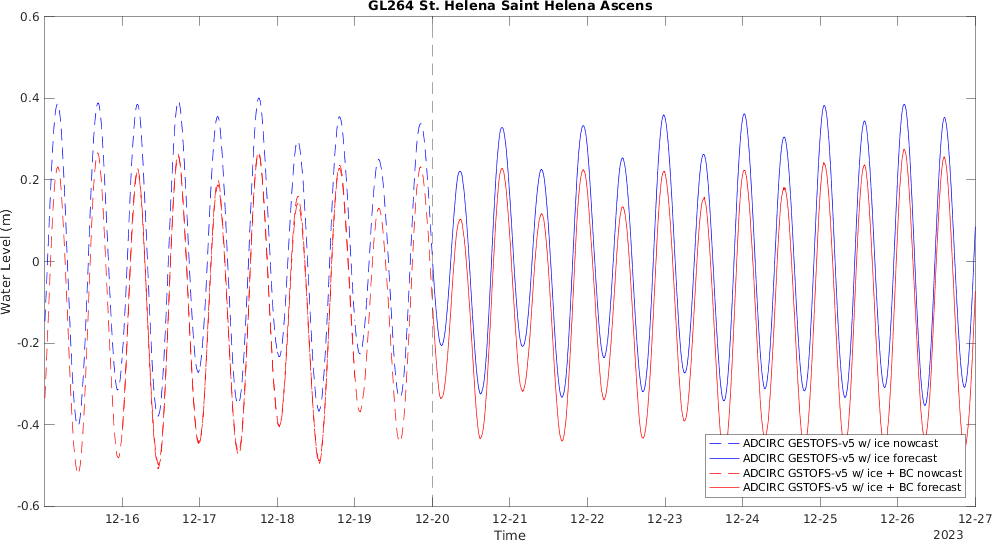 GL264 St. Helena Saint Helena Ascens
0.6
0.4
0.2
0
-0.2
-0.4
-0.6
Water Level (m)
12-16 12-17 12-18 12-19 12-20 12-21 12-22 12-23 12-24 12-25 12-26 12-27
Time
2023
ADCIRC GESTOFS-v5 w/ ice nowcast
ADCIRC GESTOFS-v5 w/ ice forecast
ADCIRC GSTOFS-v5 w/ ice + BC nowcast
ADCIRC GSTOFS-v5 w/ ice + BC forecast